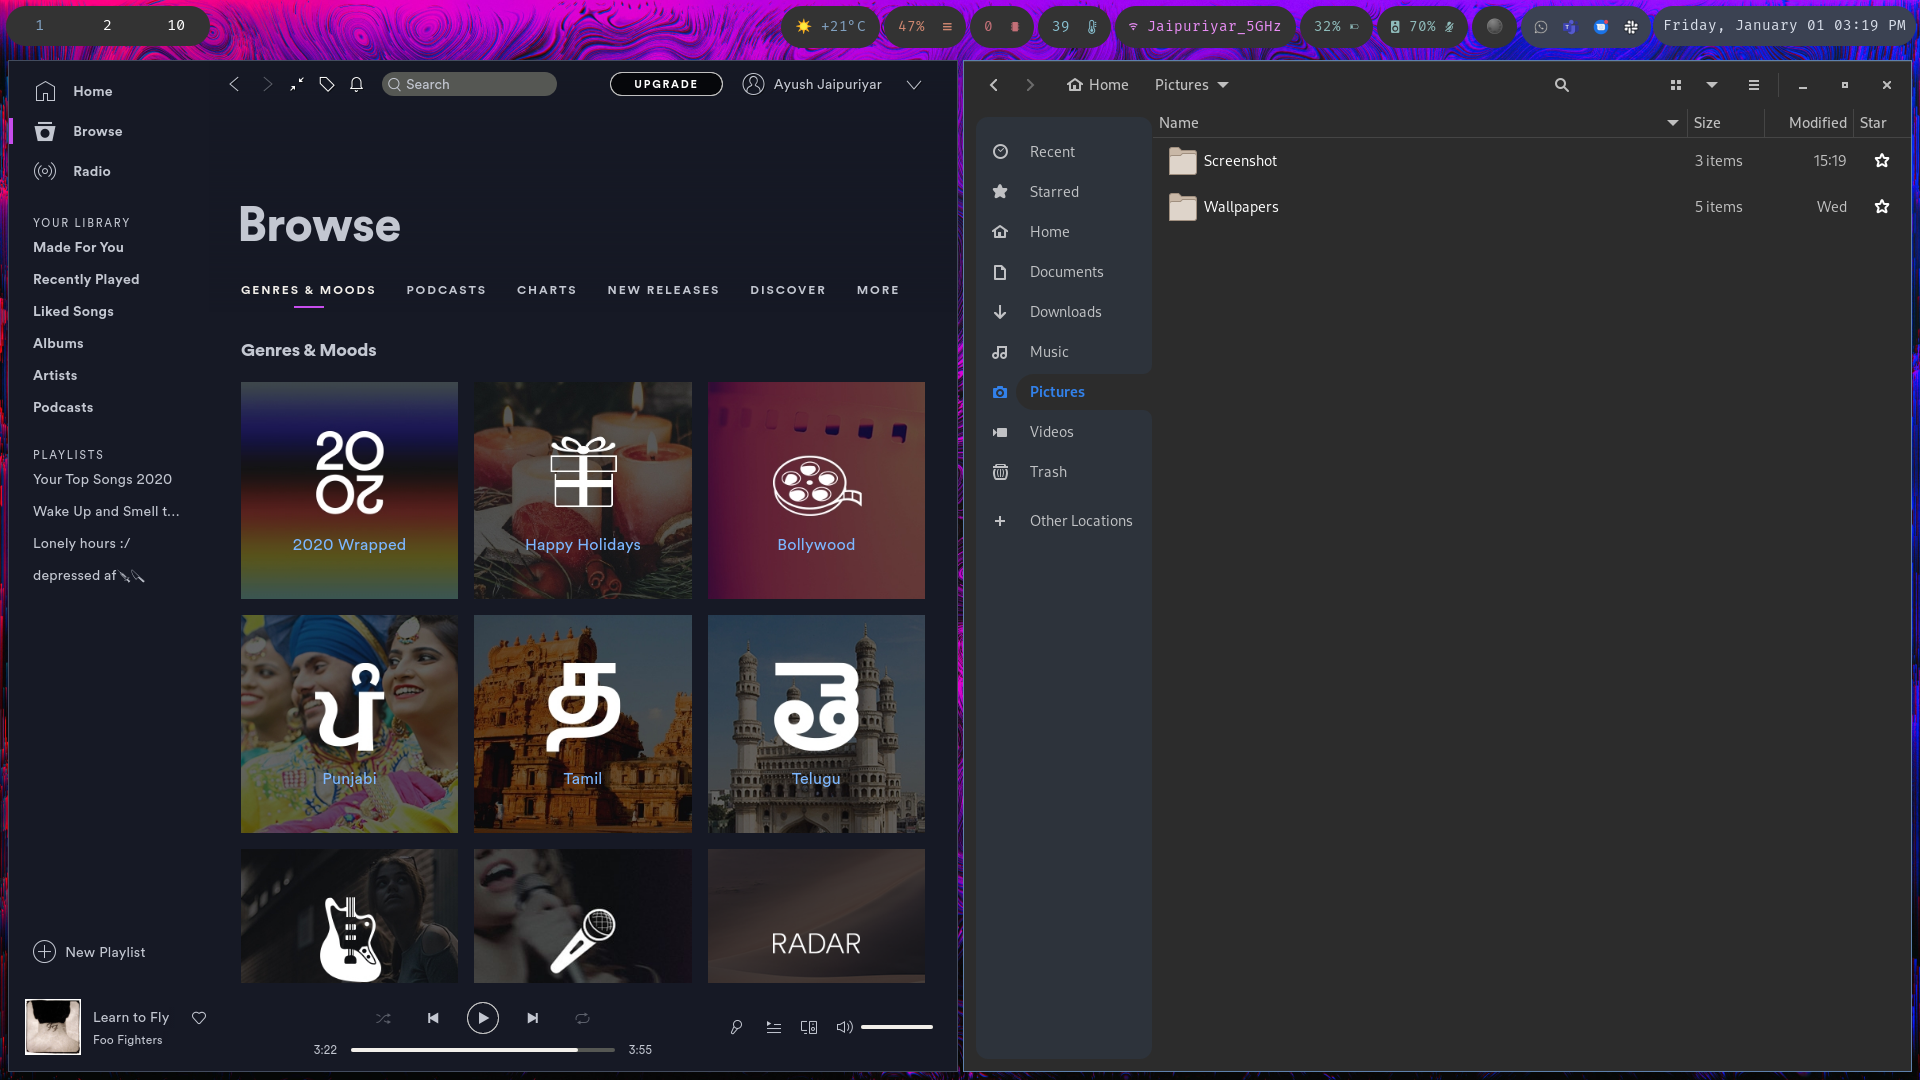 1 2 10
+21°C 47% 0 39 Jaipuriyar_5GHz 32% 70% Friday, January 01 03:19 PM
Search
UPGRADE
Ayush Jaipuriyar
Home
Browse
Radio
YOUR LIBRARY
Made For You
Recently Played
Liked Songs
Albums
Artists
Podcasts
PLAYLISTS
Your Top Songs 2020
Wake Up and Smell t...
Lonely hours :/
depressed af
New Playlist
Browse
GENRES & MOODS PODCASTS CHARTS NEW RELEASES DISCOVER MORE
Genres & Moods
20
20
2020 Wrapped
Happy Holidays
Bollywood
ਪੰ
Punjabi
த
Tamil
తె
Telugu
RADAR
Learn to Fly
Foo Fighters
3:22
3:55
Home Pictures
Name Size Modified Star
Screenshot 3 items 15:19
Wallpapers 5 items Wed
Recent
Starred
Home
Documents
Downloads
Music
Pictures
Videos
Trash
Other Locations